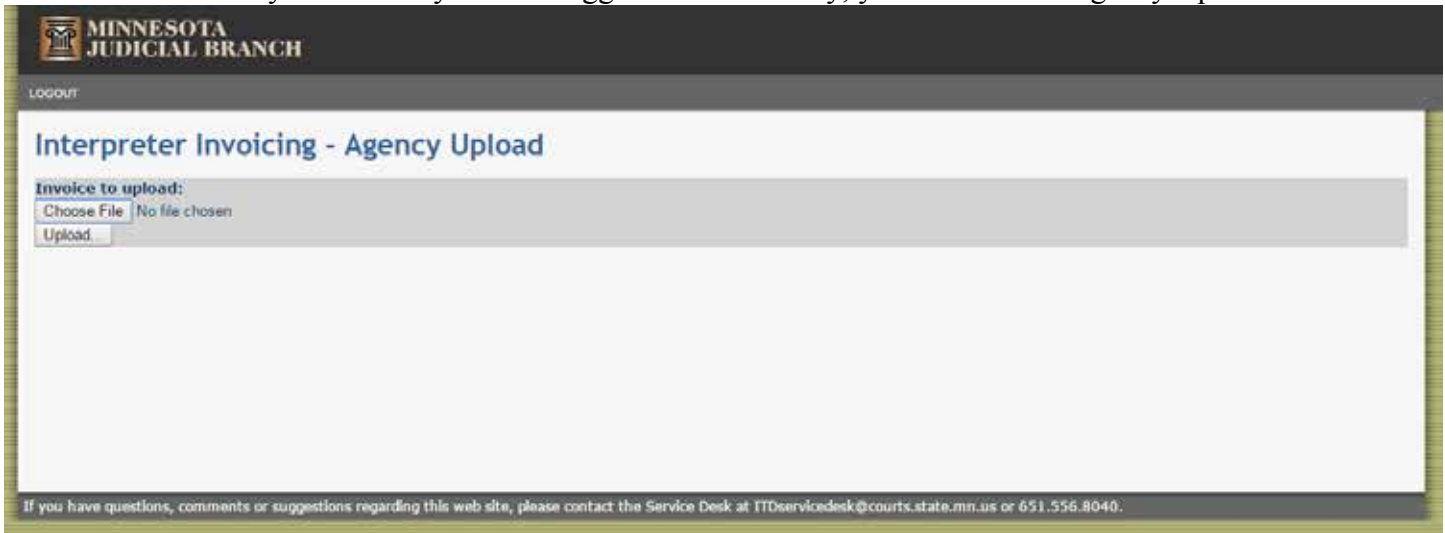 MINNESOTA
JUDICIAL BRANCH
LOGOUT
Interpreter Invoicing - Agency Upload
Invoice to upload:
Choose File No file chosen
Upload...
If you have questions, comments or suggestions regarding this web site, please contact the Service Desk at ITDservicedesk@courts.state.mn.us or 651.556.8040.